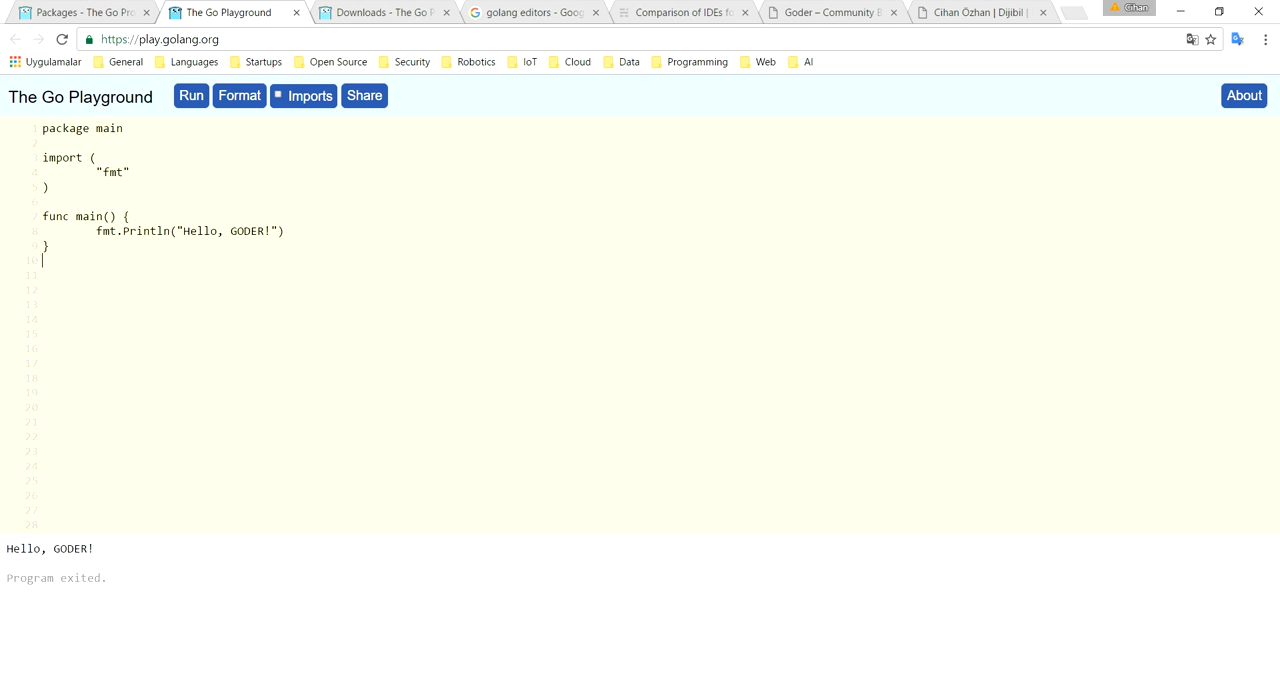 Packages - The Go Pro
The Go Playground
Downloads - The Go P
golang editors - Goog
Comparison of IDEs fo
Goder – Community B
Cihan Özhan | Dijibil |
Cihan
https://play.golang.org
Uygulamalar General Languages Startups Open Source Security Robotics IoT Cloud Data Programming Web AI
The Go Playground Run Format Imports Share About
1 package main
2
3 import (
4 "fmt"
5 )
6
7 func main() {
8 fmt.Println("Hello, GODER!")
9 }
10
11
12
13
14
15
16
17
18
19
20
21
22
23
24
25
26
27
28
Hello, GODER!
Program exited.